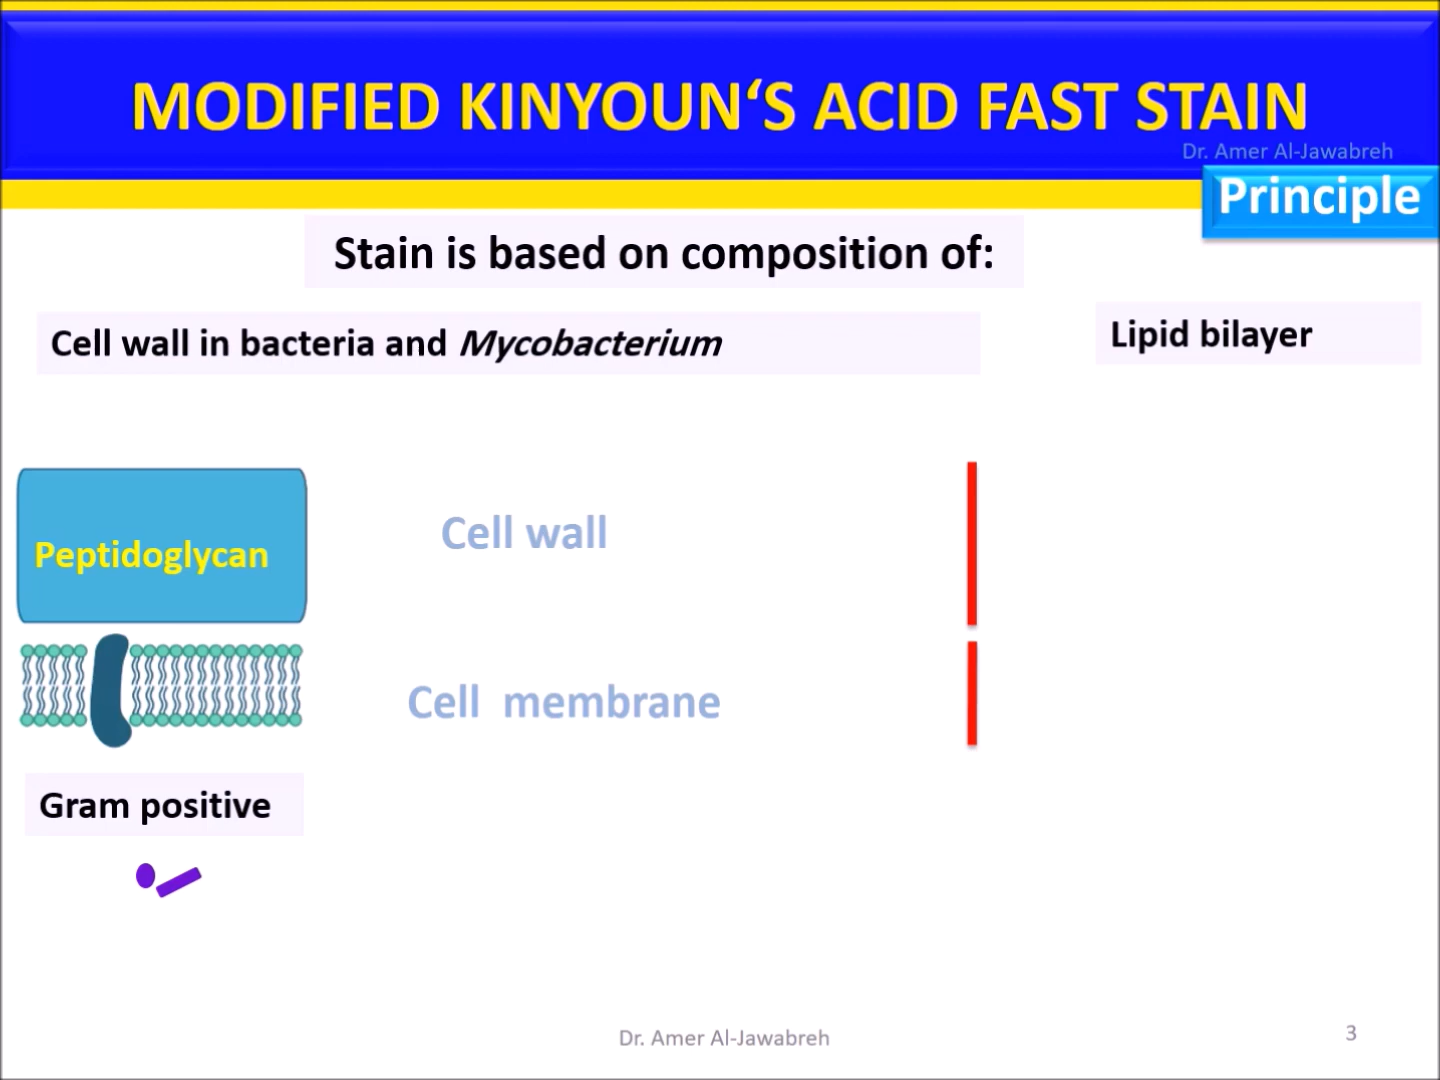 MODIFIED KINYOUN‘S ACID FAST STAIN
Dr. Amer Al-Jawabreh
Principle
Stain is based on composition of:
Cell wall in bacteria and Mycobacterium
Lipid bilayer
Peptidoglycan
Cell wall
Cell membrane
Gram positive
Dr. Amer Al-Jawabreh
3